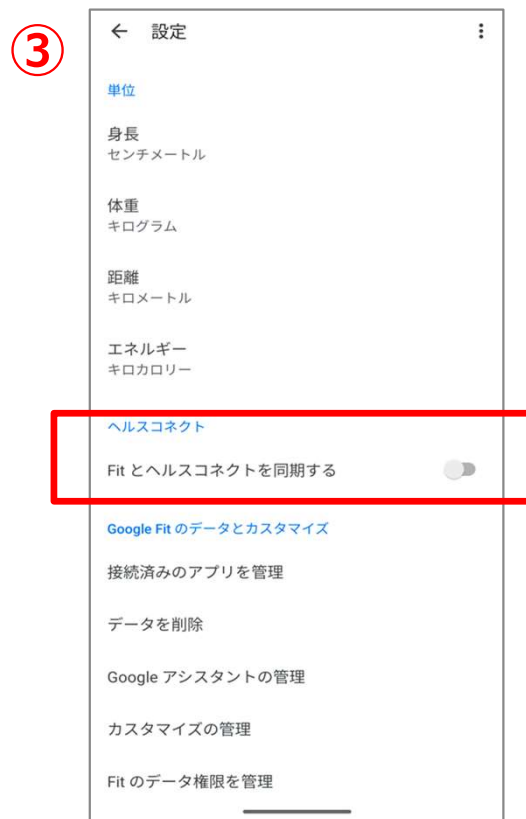 ③
← 設定
単位
身長
センチメートル
体重
キログラム
距離
キロメートル
エネルギー
キロカロリー
ヘルスコネクト
Fit とヘルスコネクトを同期する
Google Fit のデータとカスタマイズ
接続済みのアプリを管理
データを削除
Google アシスタントの管理
カスタマイズの管理
Fit のデータ権限を管理